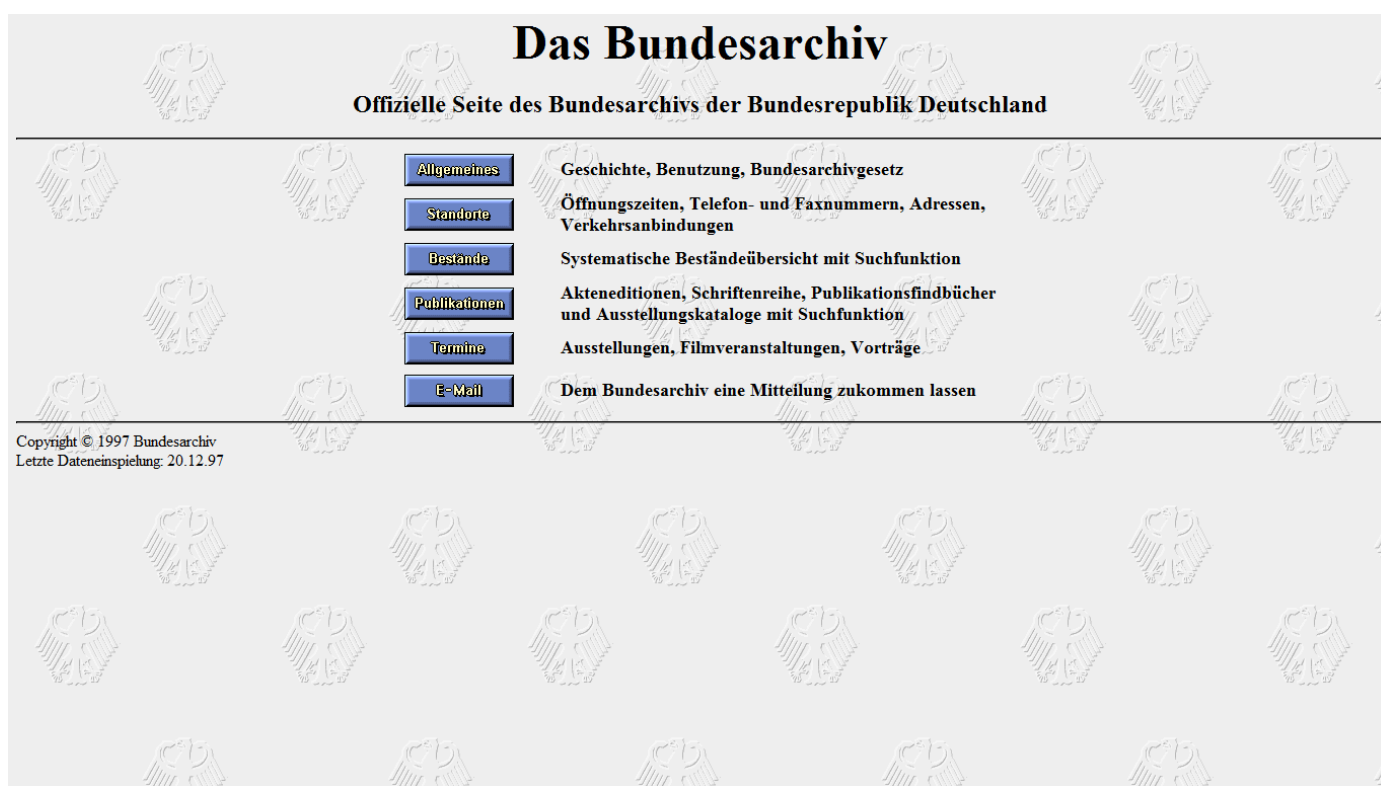 Das Bundesarchiv
Offizielle Seite des Bundesarchivs der Bundesrepublik Deutschland
Allgemeines
Geschichte, Benutzung, Bundesarchivgesetz
Standorte
Öffnungszeiten, Telefon- und Faxnummern, Adressen,
Verkehrsanbindungen
Bestände
Systematische Beständeübersicht mit Suchfunktion
Publikationen
Akteneditionen, Schriftenreihe, Publikationsfindbücher
und Ausstellungskataloge mit Suchfunktion
Termine
Ausstellungen, Filmveranstaltungen, Vorträge
E-Mail
Dem Bundesarchiv eine Mitteilung zukommen lassen
Copyright © 1997 Bundesarchiv
Letzte Dateneinspielung: 20.12.97